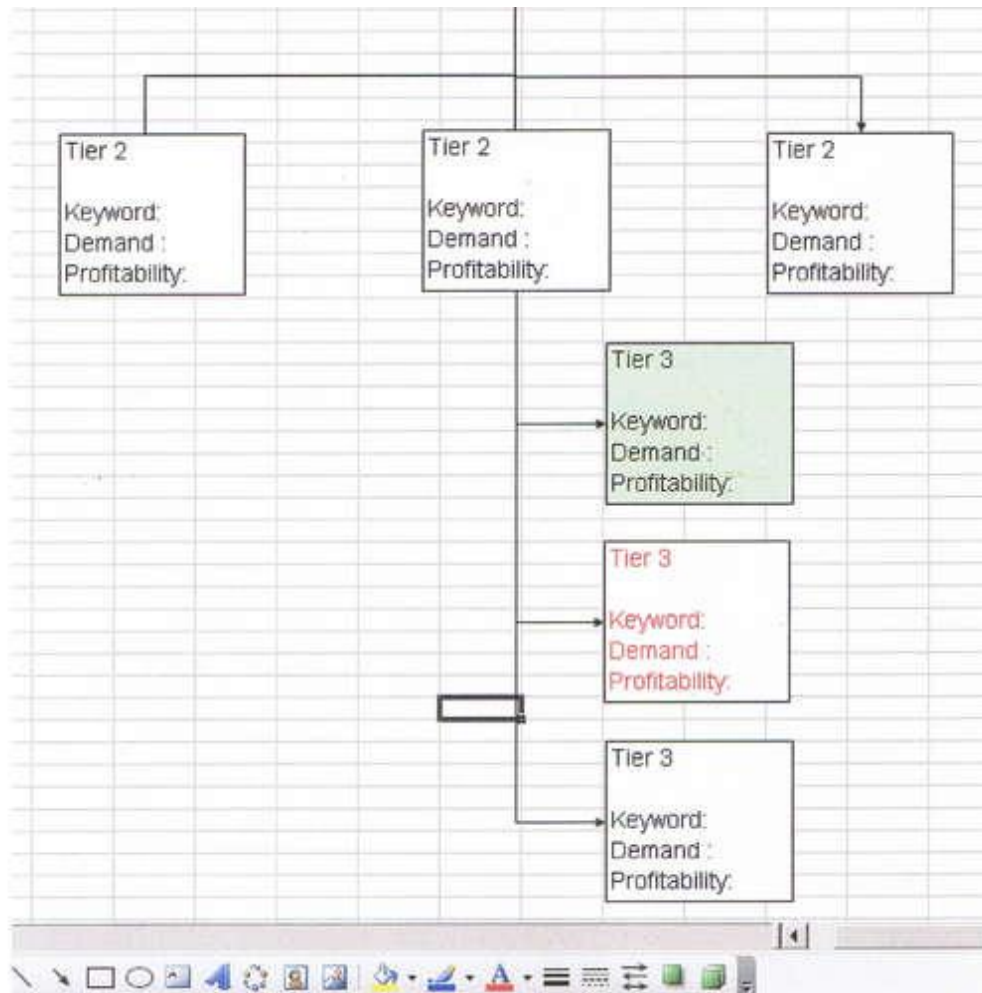 Tier 2
Keyword:
Demand :
Profitability:
Tier 2
Keyword:
Demand :
Profitability:
Tier 2
Keyword:
Demand :
Profitability:
Tier 3
Keyword:
Demand :
Profitability:
Tier 3
Keyword:
Demand :
Profitability:
Tier 3
Keyword:
Demand :
Profitability:
A
A